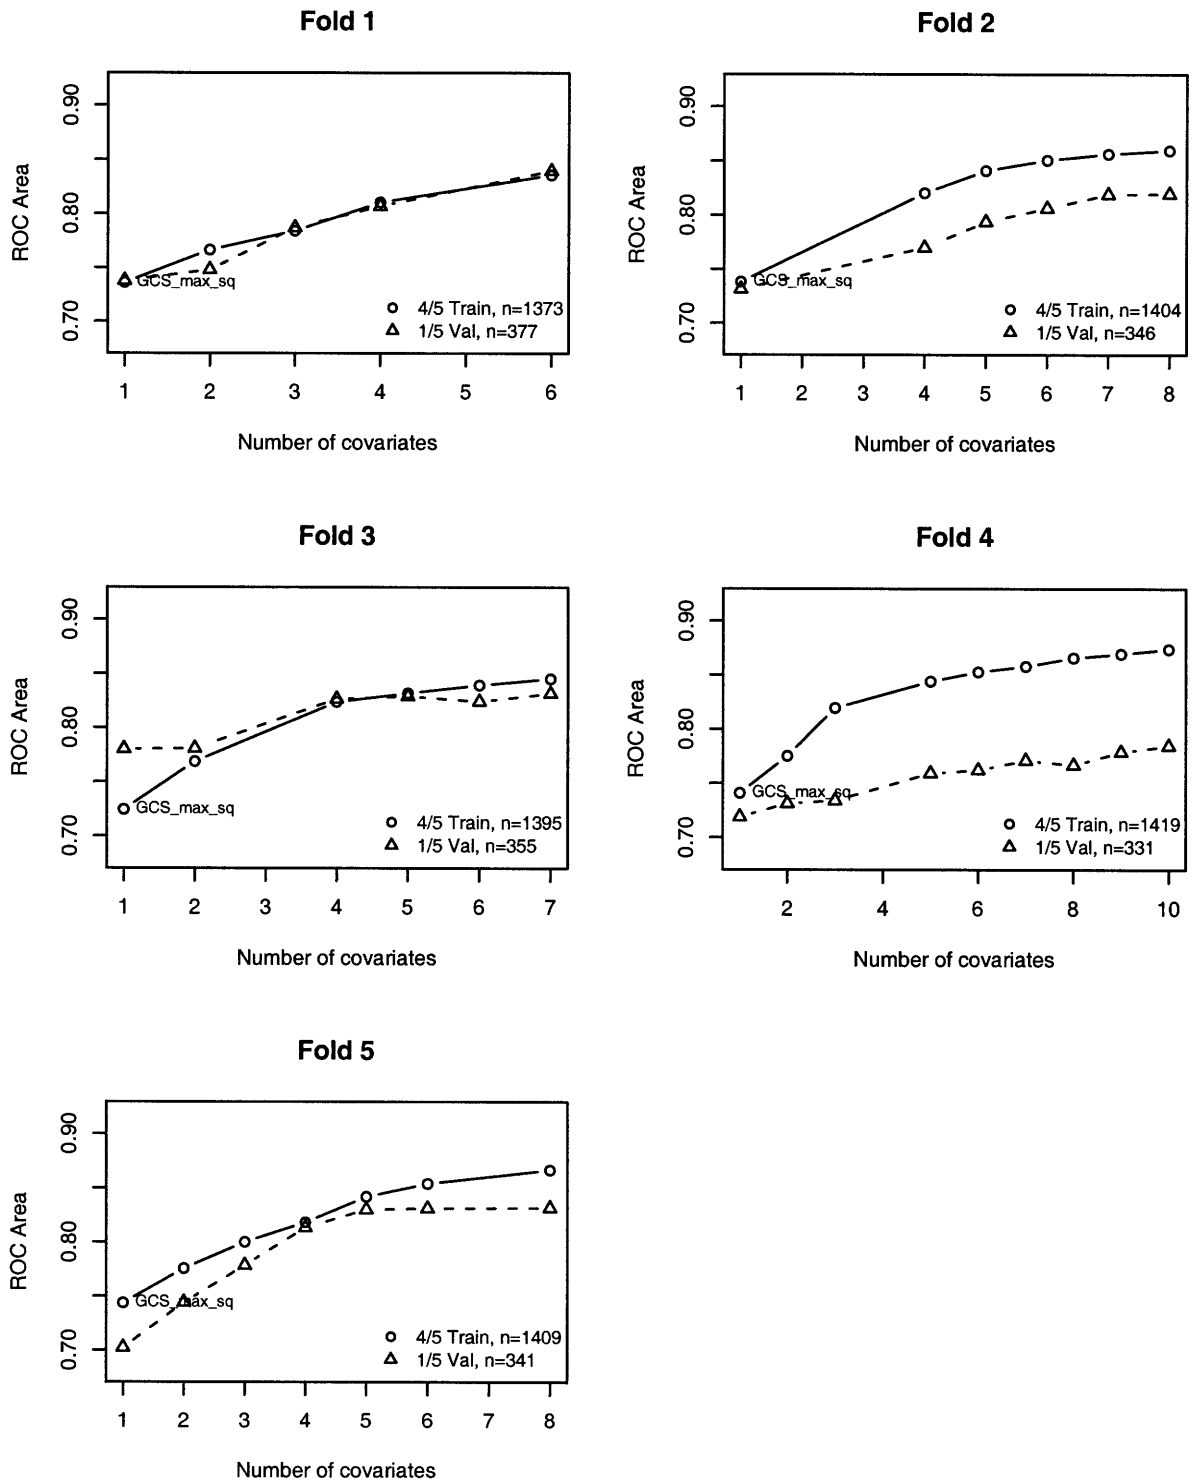 Fold 1
ROC Area
0.90
0.80
0.70
GCS_max_sq
4/5 Train, n=1373
1/5 Val, n=377
1 2 3 4 5 6
Number of covariates
Fold 2
ROC Area
0.90
0.80
0.70
GCS_max_sq
4/5 Train, n=1404
1/5 Val, n=346
1 2 3 4 5 6 7 8
Number of covariates
Fold 3
ROC Area
0.90
0.80
0.70
GCS_max_sq
4/5 Train, n=1395
1/5 Val, n=355
1 2 3 4 5 6 7
Number of covariates
Fold 4
ROC Area
0.90
0.80
0.70
GCS_max_sq
4/5 Train, n=1419
1/5 Val, n=331
2 4 6 8 10
Number of covariates
Fold 5
ROC Area
0.90
0.80
0.70
GCS_max_sq
4/5 Train, n=1409
1/5 Val, n=341
1 2 3 4 5 6 7 8
Number of covariates